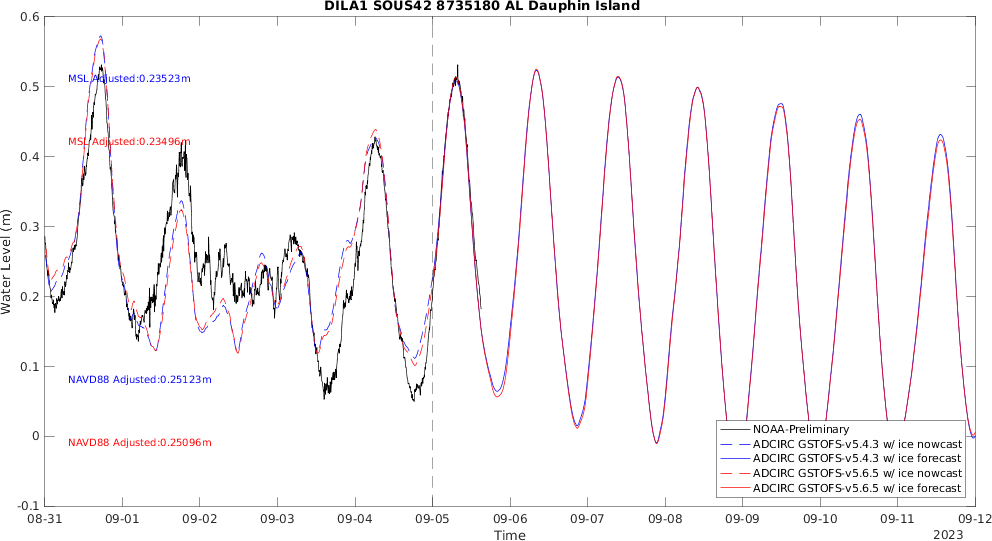 DILA1 SOUS42 8735180 AL Dauphin Island
0.6
0.5
0.4
0.3
0.2
0.1
0
-0.1
Water Level (m)
MSL Adjusted:0.23523m
MSL Adjusted:0.23496m
NAVD88 Adjusted:0.25123m
NAVD88 Adjusted:0.25096m
NOAA-Preliminary
ADCIRC GSTOFS-v5.4.3 w/ ice nowcast
ADCIRC GSTOFS-v5.4.3 w/ ice forecast
ADCIRC GSTOFS-v5.6.5 w/ ice nowcast
ADCIRC GSTOFS-v5.6.5 w/ ice forecast
08-31 09-01 09-02 09-03 09-04 09-05 09-06 09-07 09-08 09-09 09-10 09-11 09-12
Time
2023